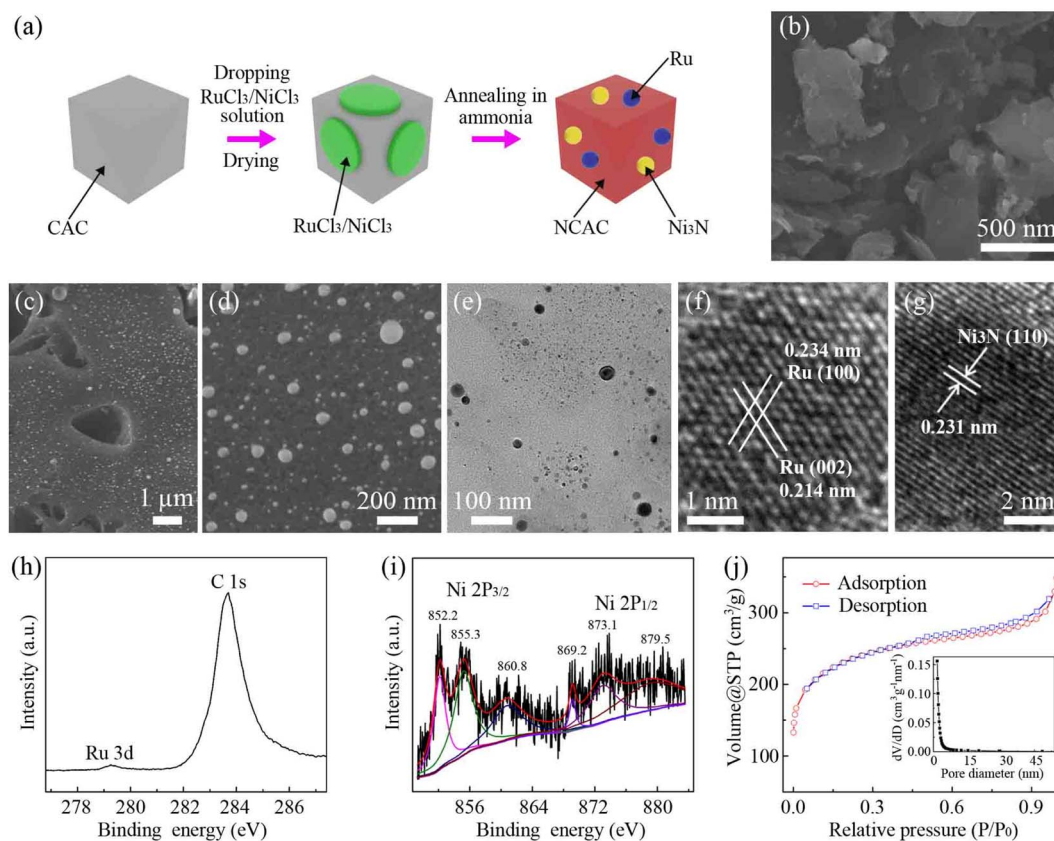 (a)
Dropping
RuCl₃/NiCl₃
solution
Drying
Annealing in
ammonia
Ru
CAC
RuCl₃/NiCl₃
NCAC
Ni₃N
(b)
500 nm
(c)
1 μm
(d)
200 nm
(e)
100 nm
(f)
0.234 nm
Ru (100)
Ru (002)
0.214 nm
1 nm
(g)
Ni₃N (110)
0.231 nm
2 nm
(h)
C 1s
Ru 3d
Intensity (a.u.)
278 280 282 284 286
Binding energy (eV)
(i)
Ni 2P₃/₂
Ni 2P₁/₂
852.2
855.3
860.8
869.2
873.1
879.5
Intensity (a.u.)
856 864 872 880
Binding energy (eV)
(j)
Adsorption
Desorption
Volume@STP (cm³/g)
300
200
100
0.0 0.3 0.6 0.9
Relative pressure (P/P₀)
dV/dD (cm³g⁻¹nm⁻¹)
0.15
0.10
0.05
0.00
0 15 30 45
Pore diameter (nm)